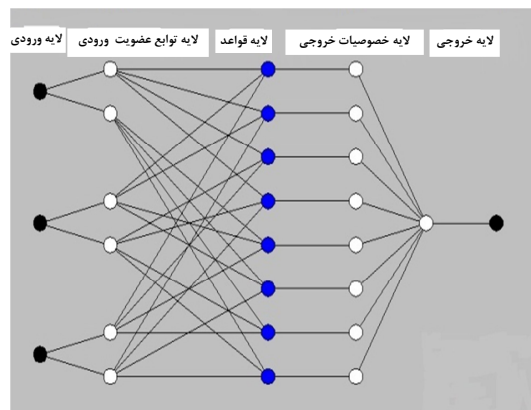 لایه خروجی
لایه خصوصیات خروجی
لایه قواعد
لایه توابع عضویت ورودی
لایه ورودی